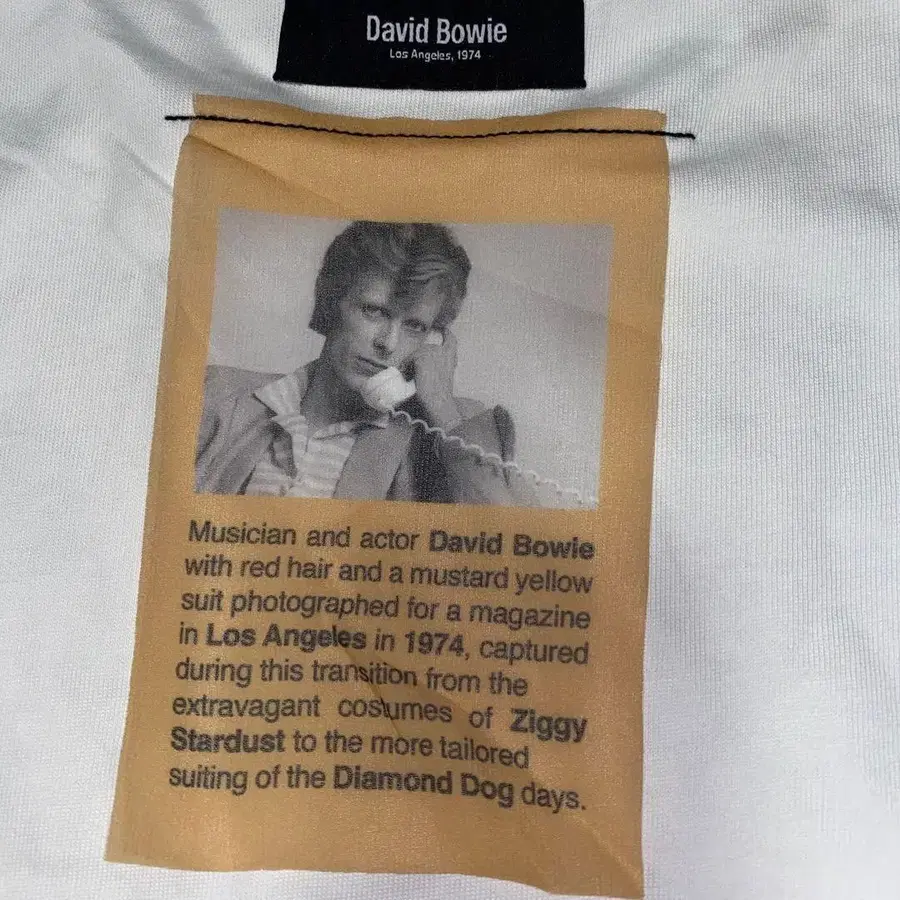 David Bowie
Los Angeles, 1974
Musician and actor David Bowie
with red hair and a mustard yellow
suit photographed for a magazine
in Los Angeles in 1974, captured
during this transition from the
extravagant costumes of Ziggy
Stardust to the more tailored
suiting of the Diamond Dog days.